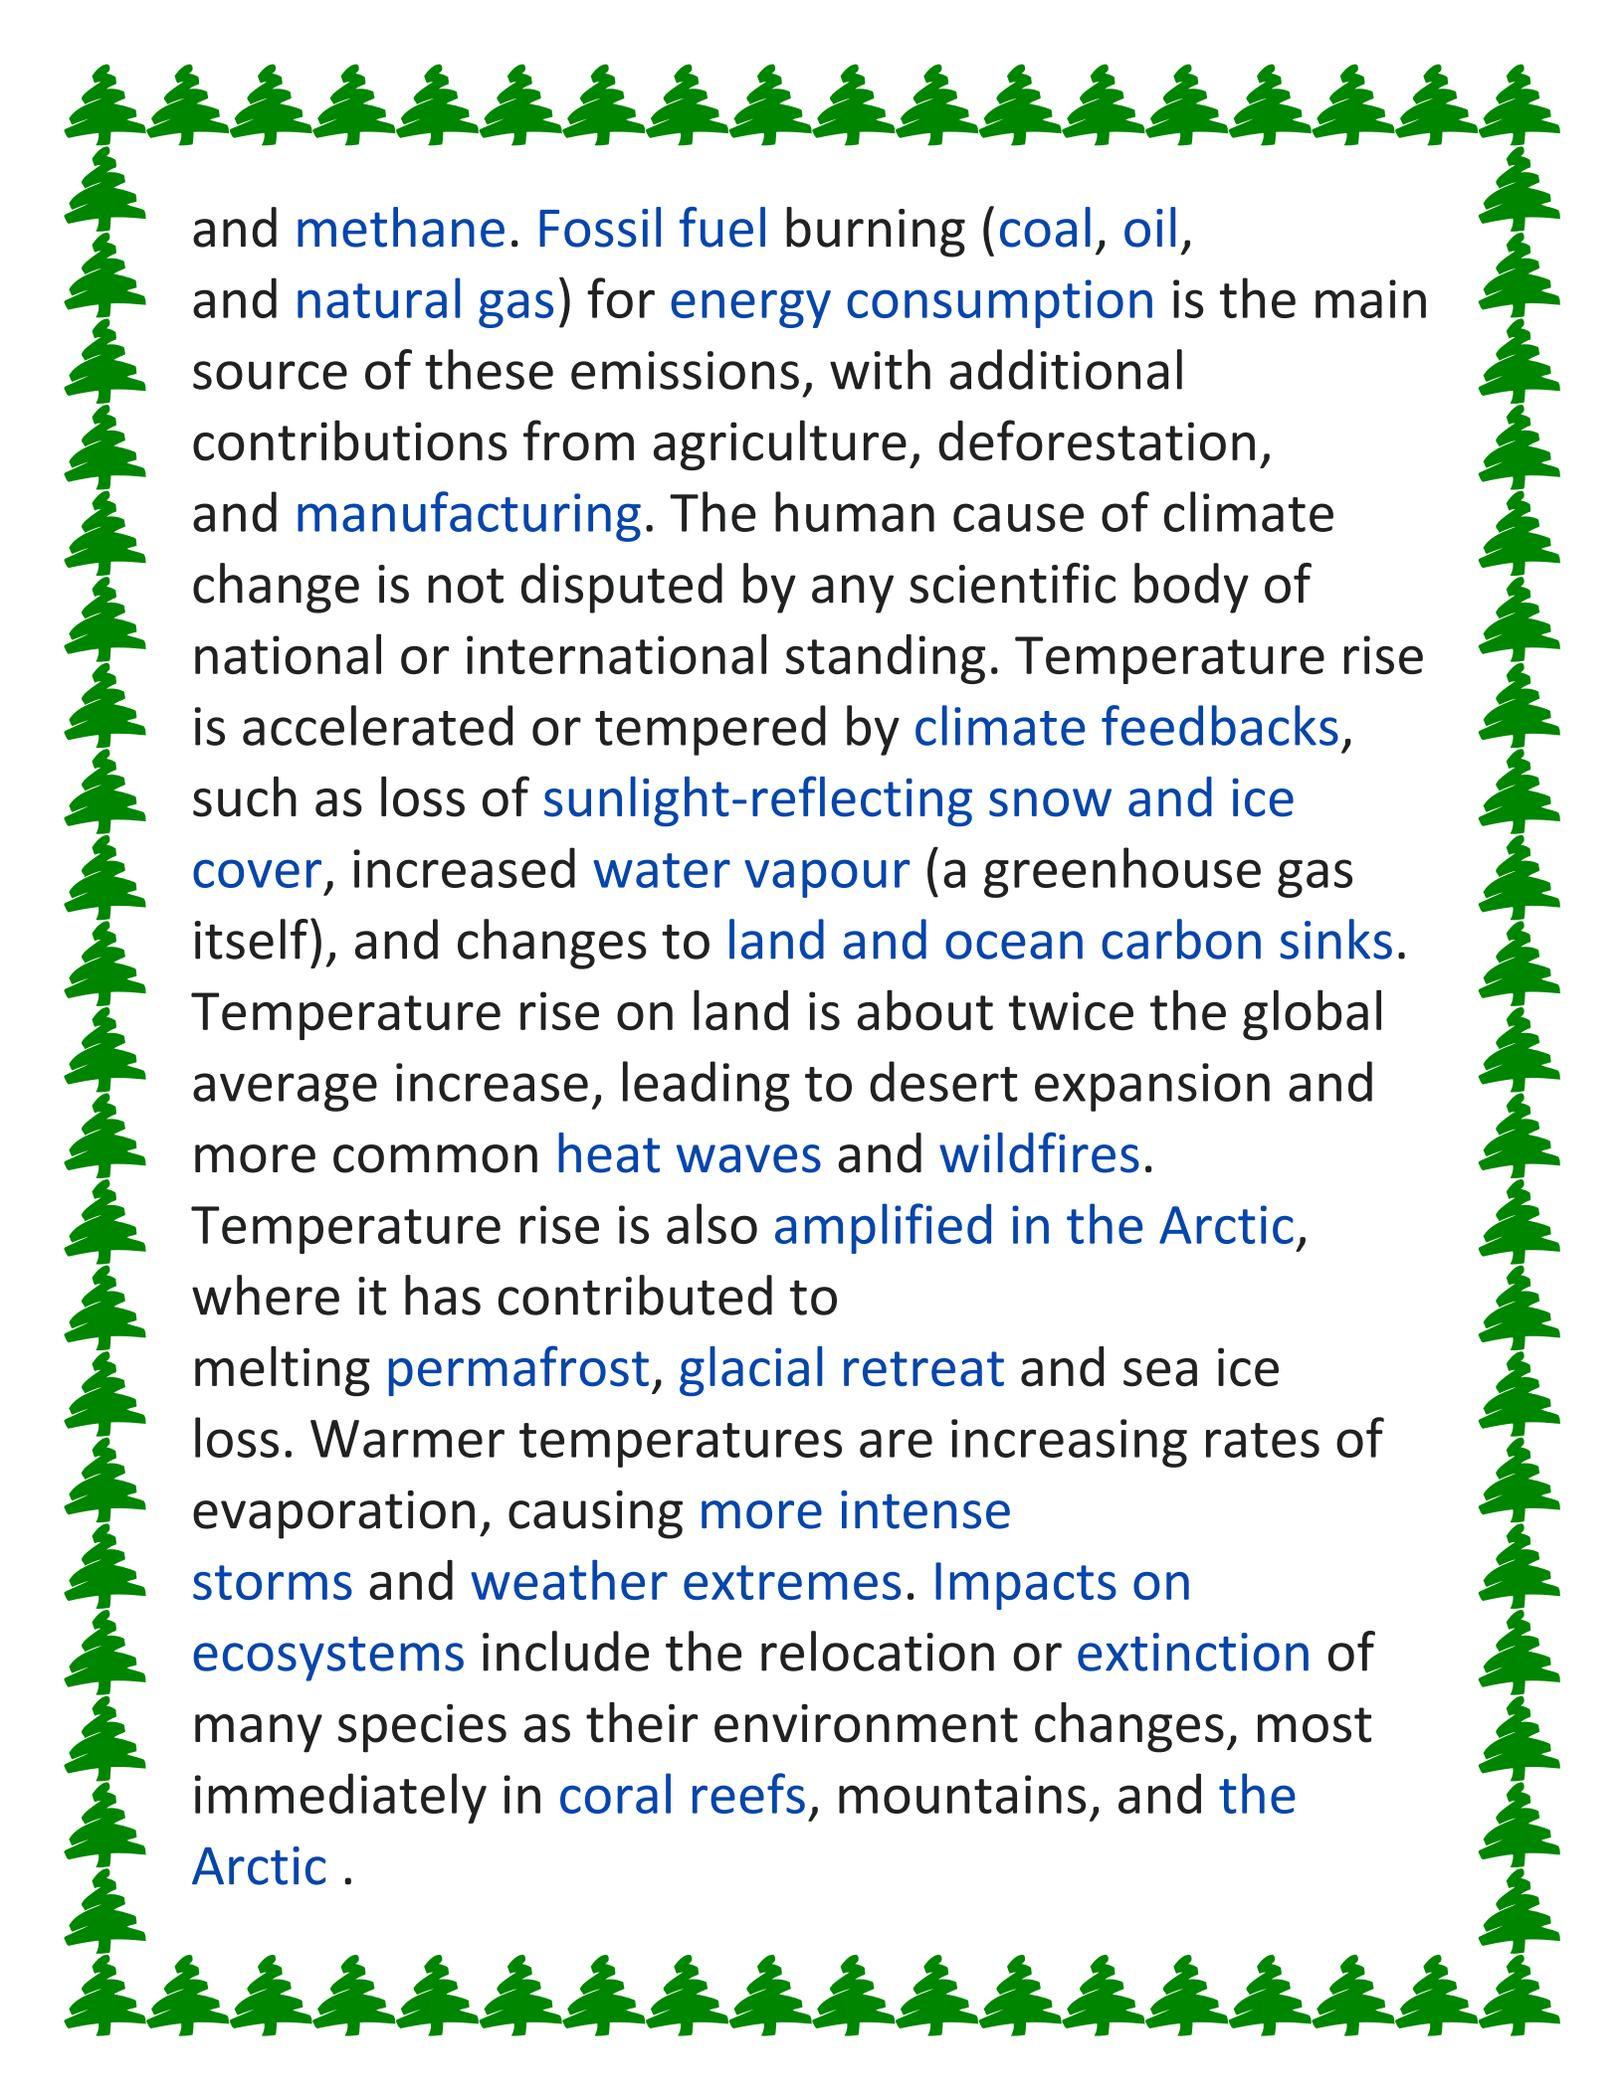 and methane. Fossil fuel burning (coal, oil,
and natural gas) for energy consumption is the main
source of these emissions, with additional
contributions from agriculture, deforestation,
and manufacturing. The human cause of climate
change is not disputed by any scientific body of
national or international standing. Temperature rise
is accelerated or tempered by climate feedbacks,
such as loss of sunlight-reflecting snow and ice
cover, increased water vapour (a greenhouse gas
itself), and changes to land and ocean carbon sinks.
Temperature rise on land is about twice the global
average increase, leading to desert expansion and
more common heat waves and wildfires.
Temperature rise is also amplified in the Arctic,
where it has contributed to
melting permafrost, glacial retreat and sea ice
loss. Warmer temperatures are increasing rates of
evaporation, causing more intense
storms and weather extremes. Impacts on
ecosystems include the relocation or extinction of
many species as their environment changes, most
immediately in coral reefs, mountains, and the
Arctic .